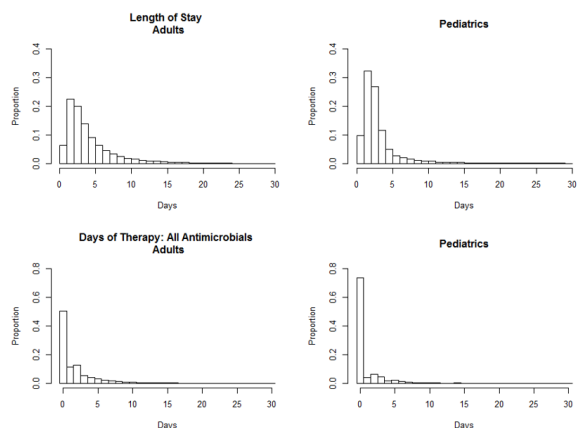 Length of Stay
Adults
Proportion
0.0 0.1 0.2 0.3 0.4
0 5 10 15 20 25 30
Days
Pediatrics
Proportion
0.0 0.1 0.2 0.3 0.4
0 5 10 15 20 25 30
Days
Days of Therapy: All Antimicrobials
Adults
Proportion
0.0 0.2 0.4 0.6 0.8
0 5 10 15 20 25 30
Days
Pediatrics
Proportion
0.0 0.2 0.4 0.6 0.8
0 5 10 15 20 25 30
Days